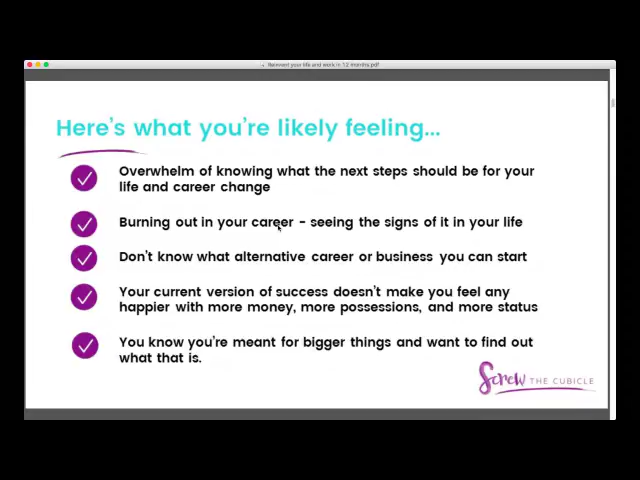 Reinvent your life and work in 12 months.pdf
Here's what you're likely feeling...
Overwhelm of knowing what the next steps should be for your
life and career change
Burning out in your career - seeing the signs of it in your life
Don't know what alternative career or business you can start
Your current version of success doesn't make you feel any
happier with more money, more possessions, and more status
You know you're meant for bigger things and want to find out
what that is.
Screw THE CUBICLE